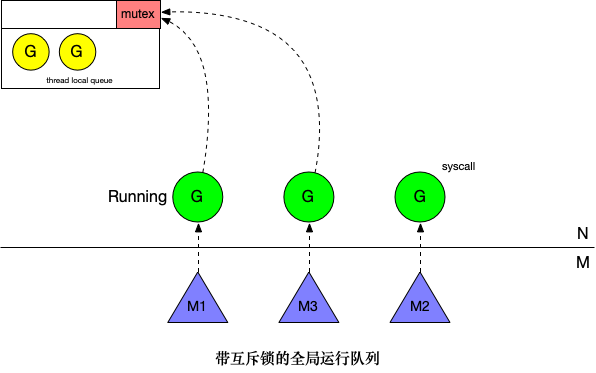 mutex
G G
thread local queue
syscall
Running G G G
N
M
M1 M3 M2
带互斥锁的全局运行队列